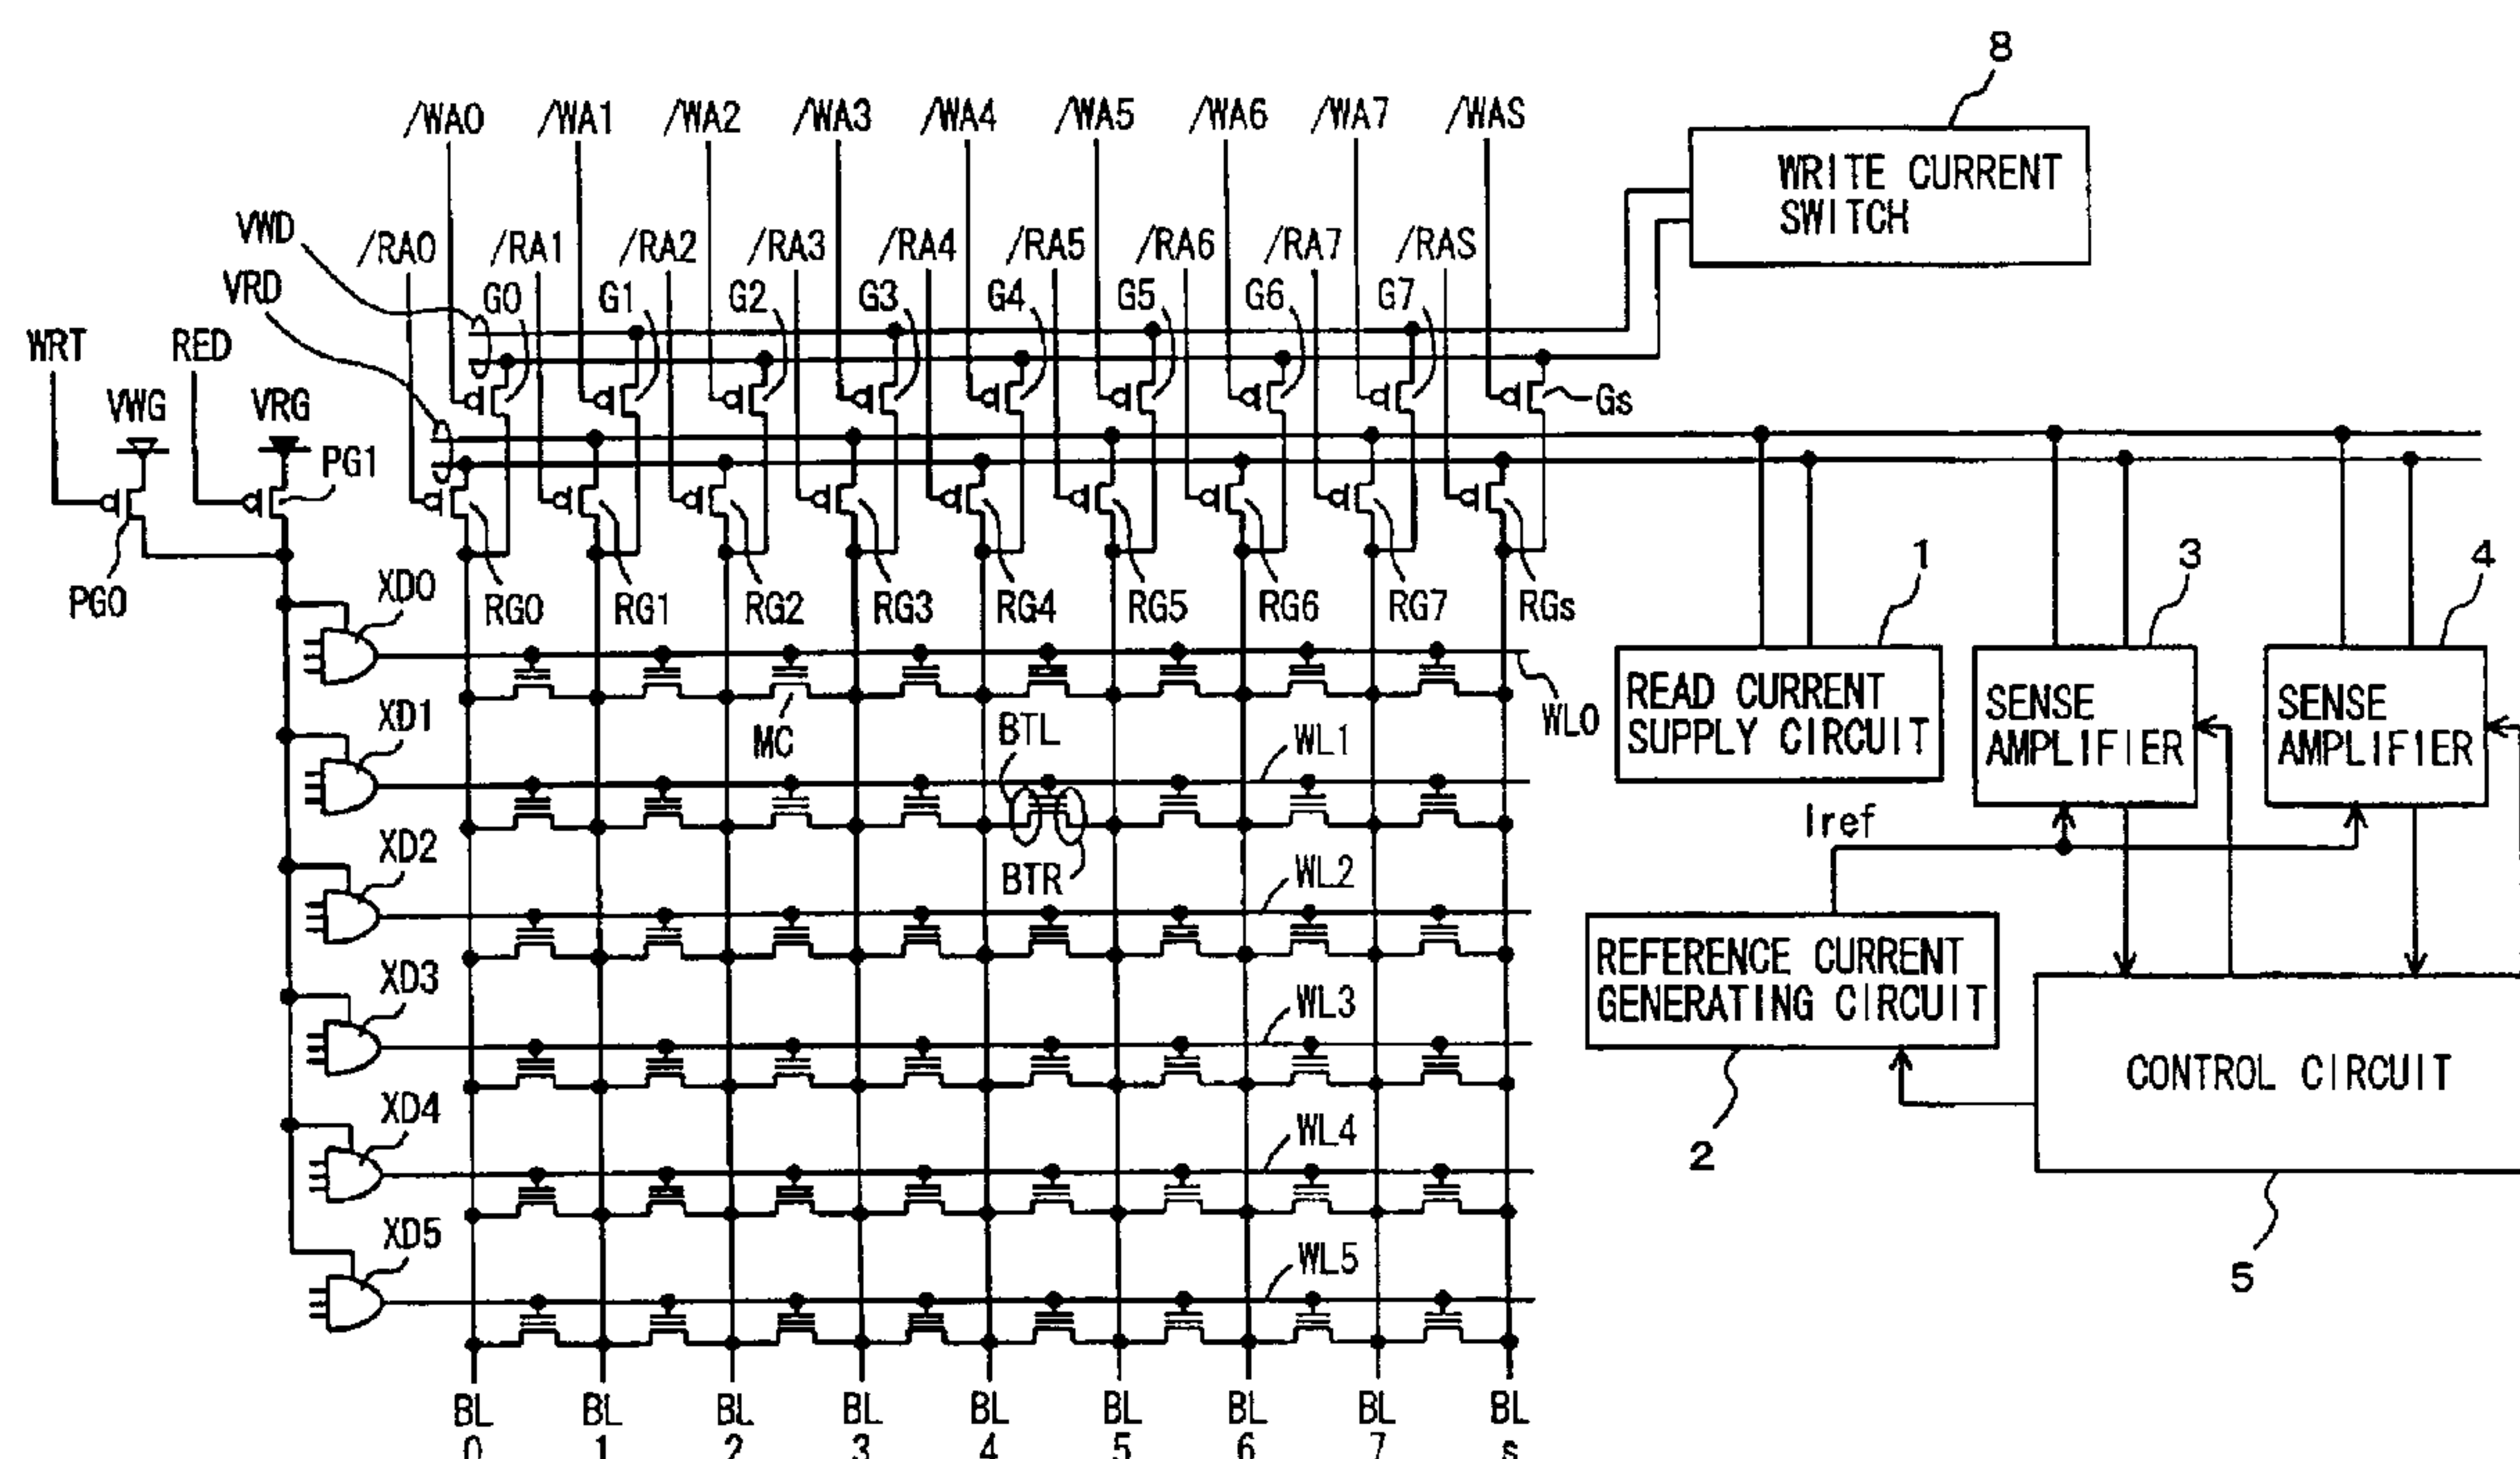 8
/WA0 /WA1 /WA2 /WA3 /WA4 /WA5 /WA6 /WA7 /WAS
WRITE CURRENT
SWITCH
VWD
/RA0 /RA1 /RA2 /RA3 /RA4 /RA5 /RA6 /RA7 /RAS
VRD
G0 G1 G2 G3 G4 G5 G6 G7
WRT RED
VWG VRG
Gs
PG1
PG0
XD0
RG0 RG1 RG2 RG3 RG4 RG5 RG6 RG7 RGs
1 3 4
READ CURRENT
SUPPLY CIRCUIT
SENSE
AMPLIFIER
SENSE
AMPLIFIER
WL0
XD1
MC
BTL
WL1
Iref
XD2
BTR
WL2
REFERENCE CURRENT
GENERATING CIRCUIT
XD3
WL3
CONTROL CIRCUIT
XD4
WL4
2
XD5
WL5
5
BL BL BL BL BL BL BL BL BL
0 1 2 3 4 5 6 7 s